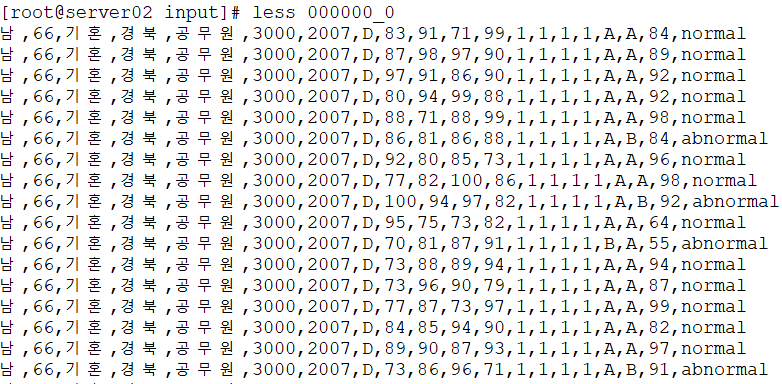 [root@server02 input]# less 000000_0
남,66,기혼,경북,공무원,3000,2007,D,83,91,71,99,1,1,1,1,A,A,84,normal
남,66,기혼,경북,공무원,3000,2007,D,87,98,97,90,1,1,1,1,A,A,89,normal
남,66,기혼,경북,공무원,3000,2007,D,97,91,86,90,1,1,1,1,A,A,92,normal
남,66,기혼,경북,공무원,3000,2007,D,80,94,99,88,1,1,1,1,A,A,92,normal
남,66,기혼,경북,공무원,3000,2007,D,88,71,88,99,1,1,1,1,A,A,98,normal
남,66,기혼,경북,공무원,3000,2007,D,86,81,86,88,1,1,1,1,A,B,84,abnormal
남,66,기혼,경북,공무원,3000,2007,D,92,80,85,73,1,1,1,1,A,A,96,normal
남,66,기혼,경북,공무원,3000,2007,D,77,82,100,86,1,1,1,1,A,A,98,normal
남,66,기혼,경북,공무원,3000,2007,D,100,94,97,82,1,1,1,1,A,B,92,abnormal
남,66,기혼,경북,공무원,3000,2007,D,95,75,73,82,1,1,1,1,A,A,64,normal
남,66,기혼,경북,공무원,3000,2007,D,70,81,87,91,1,1,1,1,B,A,55,abnormal
남,66,기혼,경북,공무원,3000,2007,D,73,88,89,94,1,1,1,1,A,A,94,normal
남,66,기혼,경북,공무원,3000,2007,D,73,96,90,79,1,1,1,1,A,A,87,normal
남,66,기혼,경북,공무원,3000,2007,D,77,87,73,97,1,1,1,1,A,A,99,normal
남,66,기혼,경북,공무원,3000,2007,D,84,85,94,90,1,1,1,1,A,A,82,normal
남,66,기혼,경북,공무원,3000,2007,D,89,90,87,93,1,1,1,1,A,A,97,normal
남,66,기혼,경북,공무원,3000,2007,D,73,86,96,71,1,1,1,1,A,B,91,abnormal